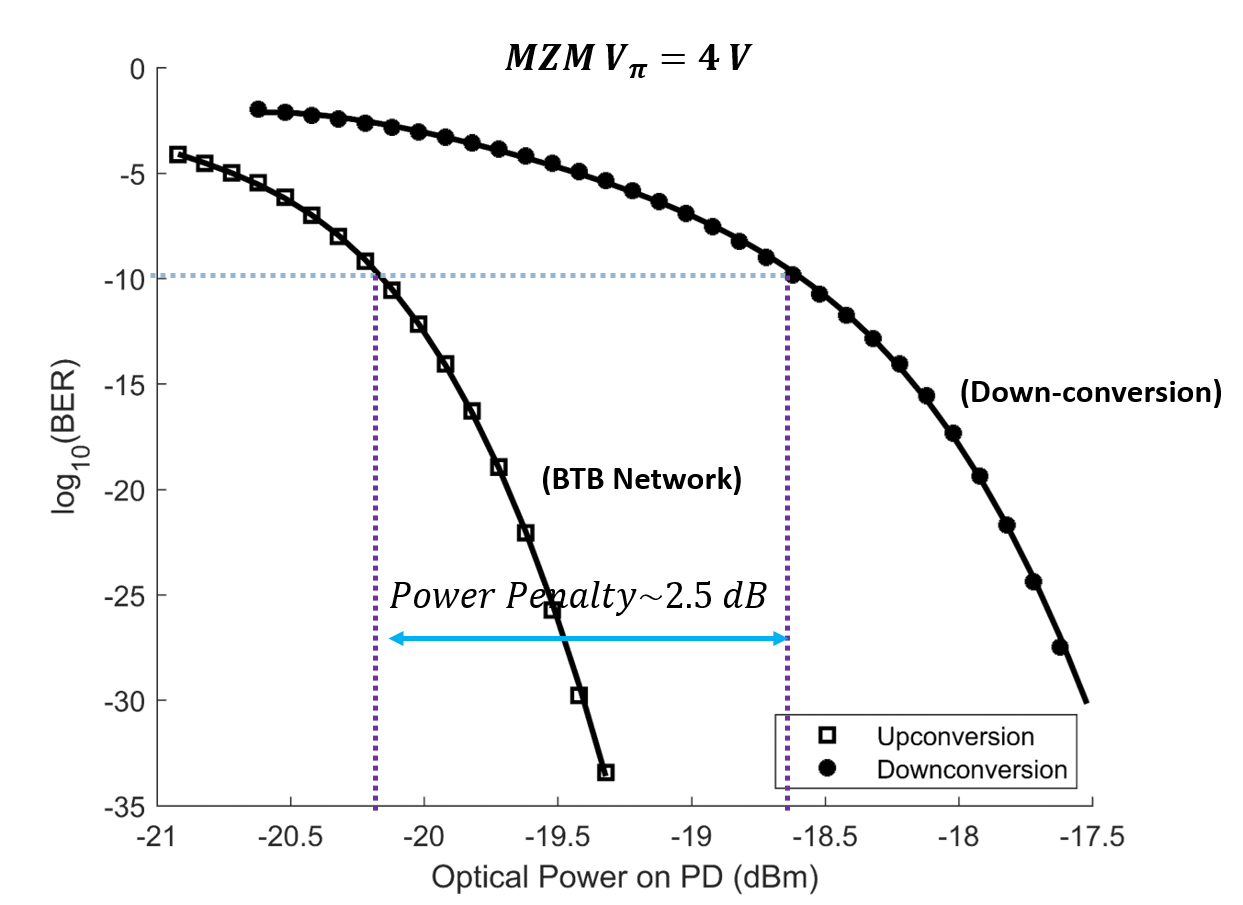 MZM Vπ = 4 V
0
-5
-10
-15
-20
-25
-30
-35
log10(BER)
(Down-conversion)
(BTB Network)
Power Penalty~2.5 dB
Upconversion
Downconversion
-21 -20.5 -20 -19.5 -19 -18.5 -18 -17.5
Optical Power on PD (dBm)